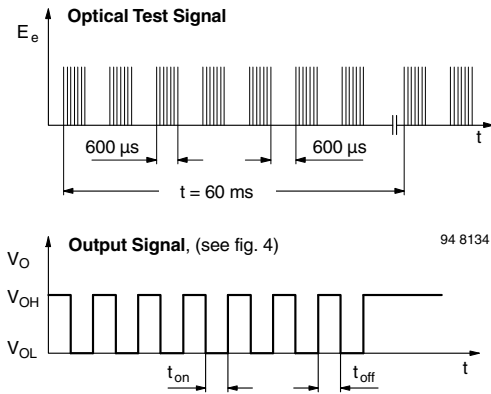 Optical Test Signal
E e
t
600 µs
600 µs
t = 60 ms
Output Signal, (see fig. 4)
94 8134
V O
V OH
V OL
t on
t off
t